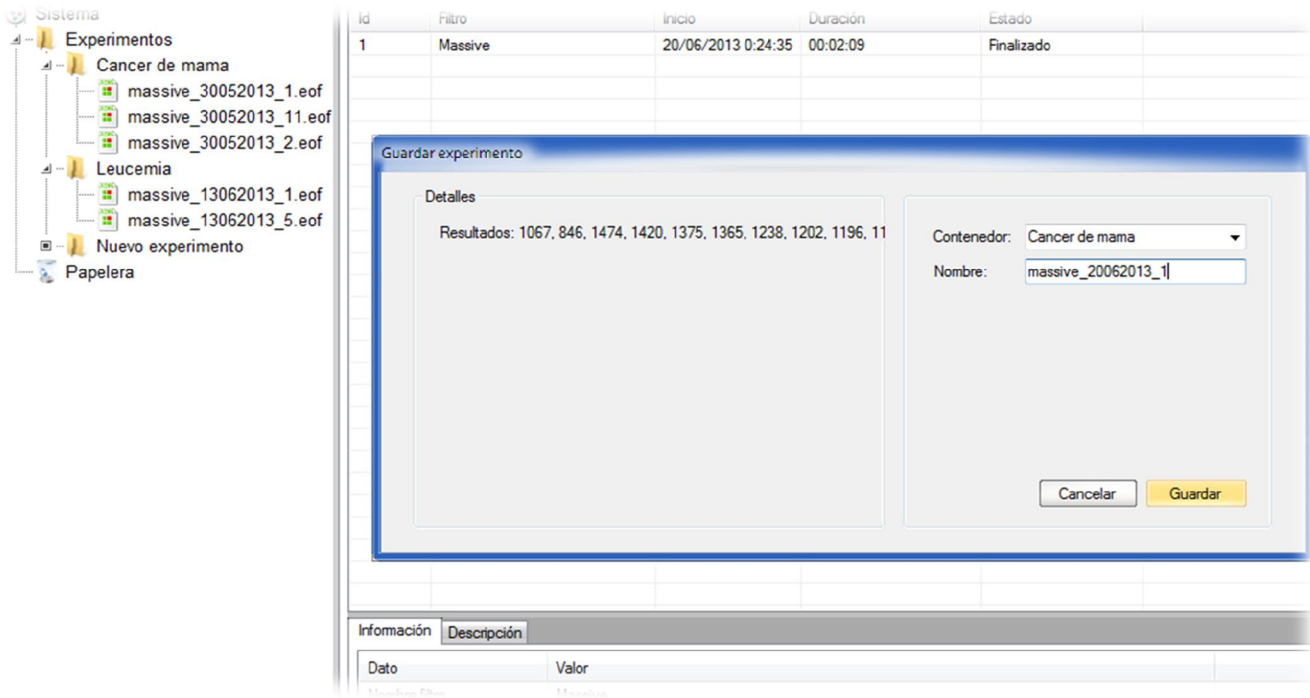 Sistema
Experimentos
Cancer de mama
massive_30052013_1.eof
massive_30052013_11.eof
massive_30052013_2.eof
Leucemia
massive_13062013_1.eof
massive_13062013_5.eof
Nuevo experimento
Papelera
Id Filtro Inicio Duración Estado
1 Massive 20/06/2013 0:24:35 00:02:09 Finalizado
Guardar experimento
Detalles
Resultados: 1067, 846, 1474, 1420, 1375, 1365, 1238, 1202, 1196, 11
Contenedor: Cancer de mama
Nombre: massive_20062013_1
Cancelar Guardar
Información Descripción
Dato Valor
Nombre filtro Massive